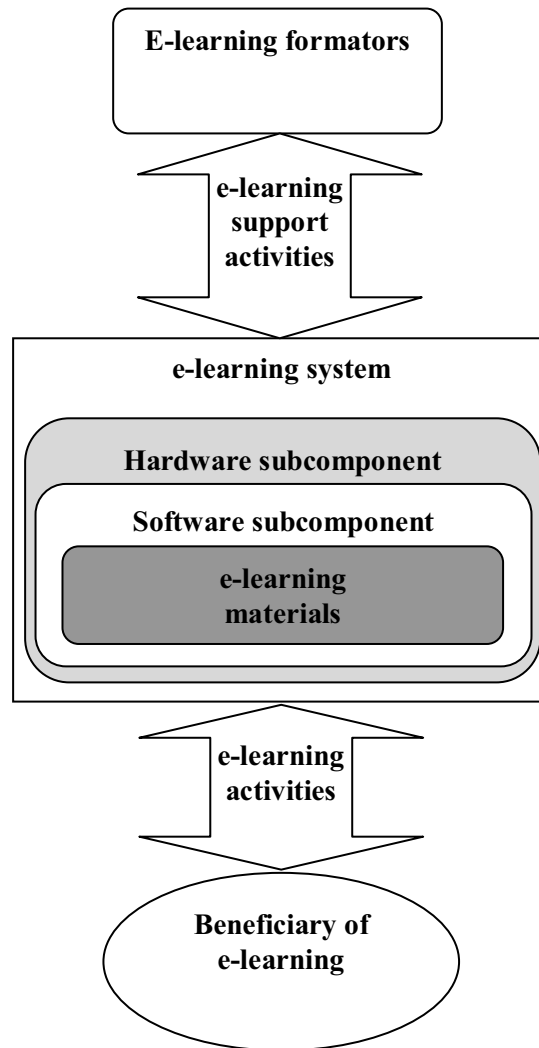 E-learning formators
e-learning
support
activities
e-learning system
Hardware subcomponent
Software subcomponent
e-learning
materials
e-learning
activities
Beneficiary of
e-learning